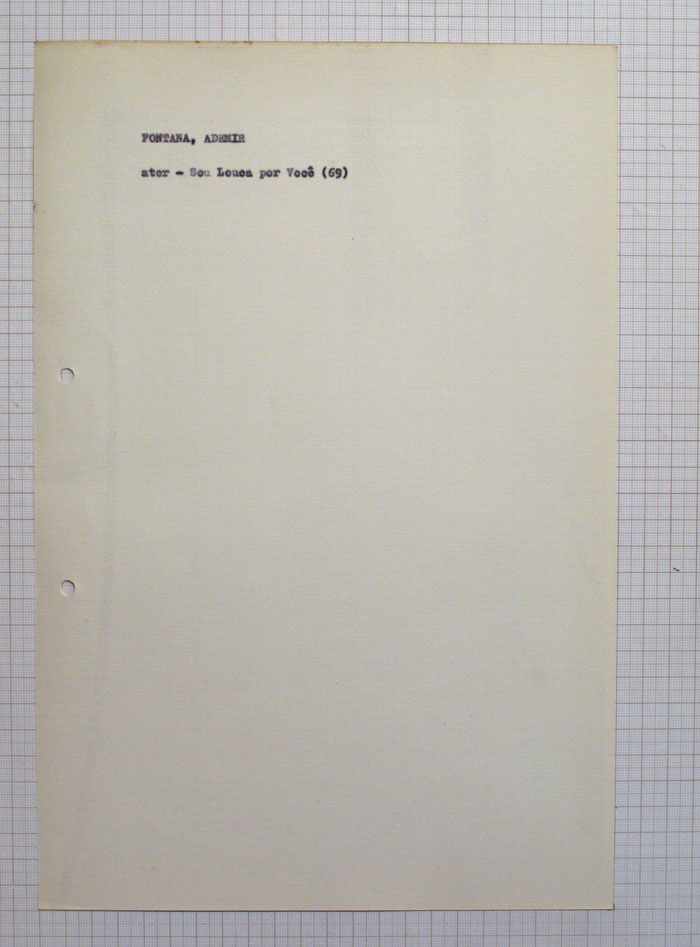 FONTANA, ADEMIR
ator - Sou Louca por Você (69)